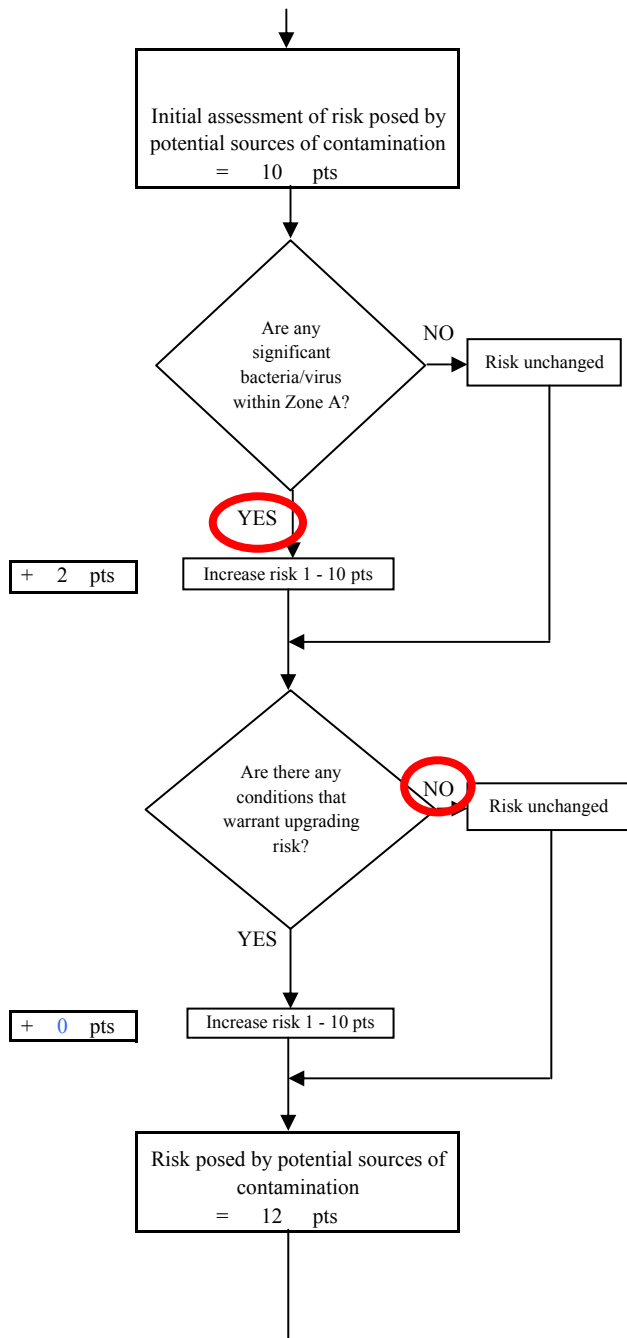 Initial assessment of risk posed by
potential sources of contamination
= 10 pts
Are any
significant
bacteria/virus
within Zone A?
NO
Risk unchanged
YES
+ 2 pts
Increase risk 1 - 10 pts
Are there any
conditions that
warrant upgrading
risk?
NO
Risk unchanged
YES
+ 0 pts
Increase risk 1 - 10 pts
Risk posed by potential sources of
contamination
= 12 pts